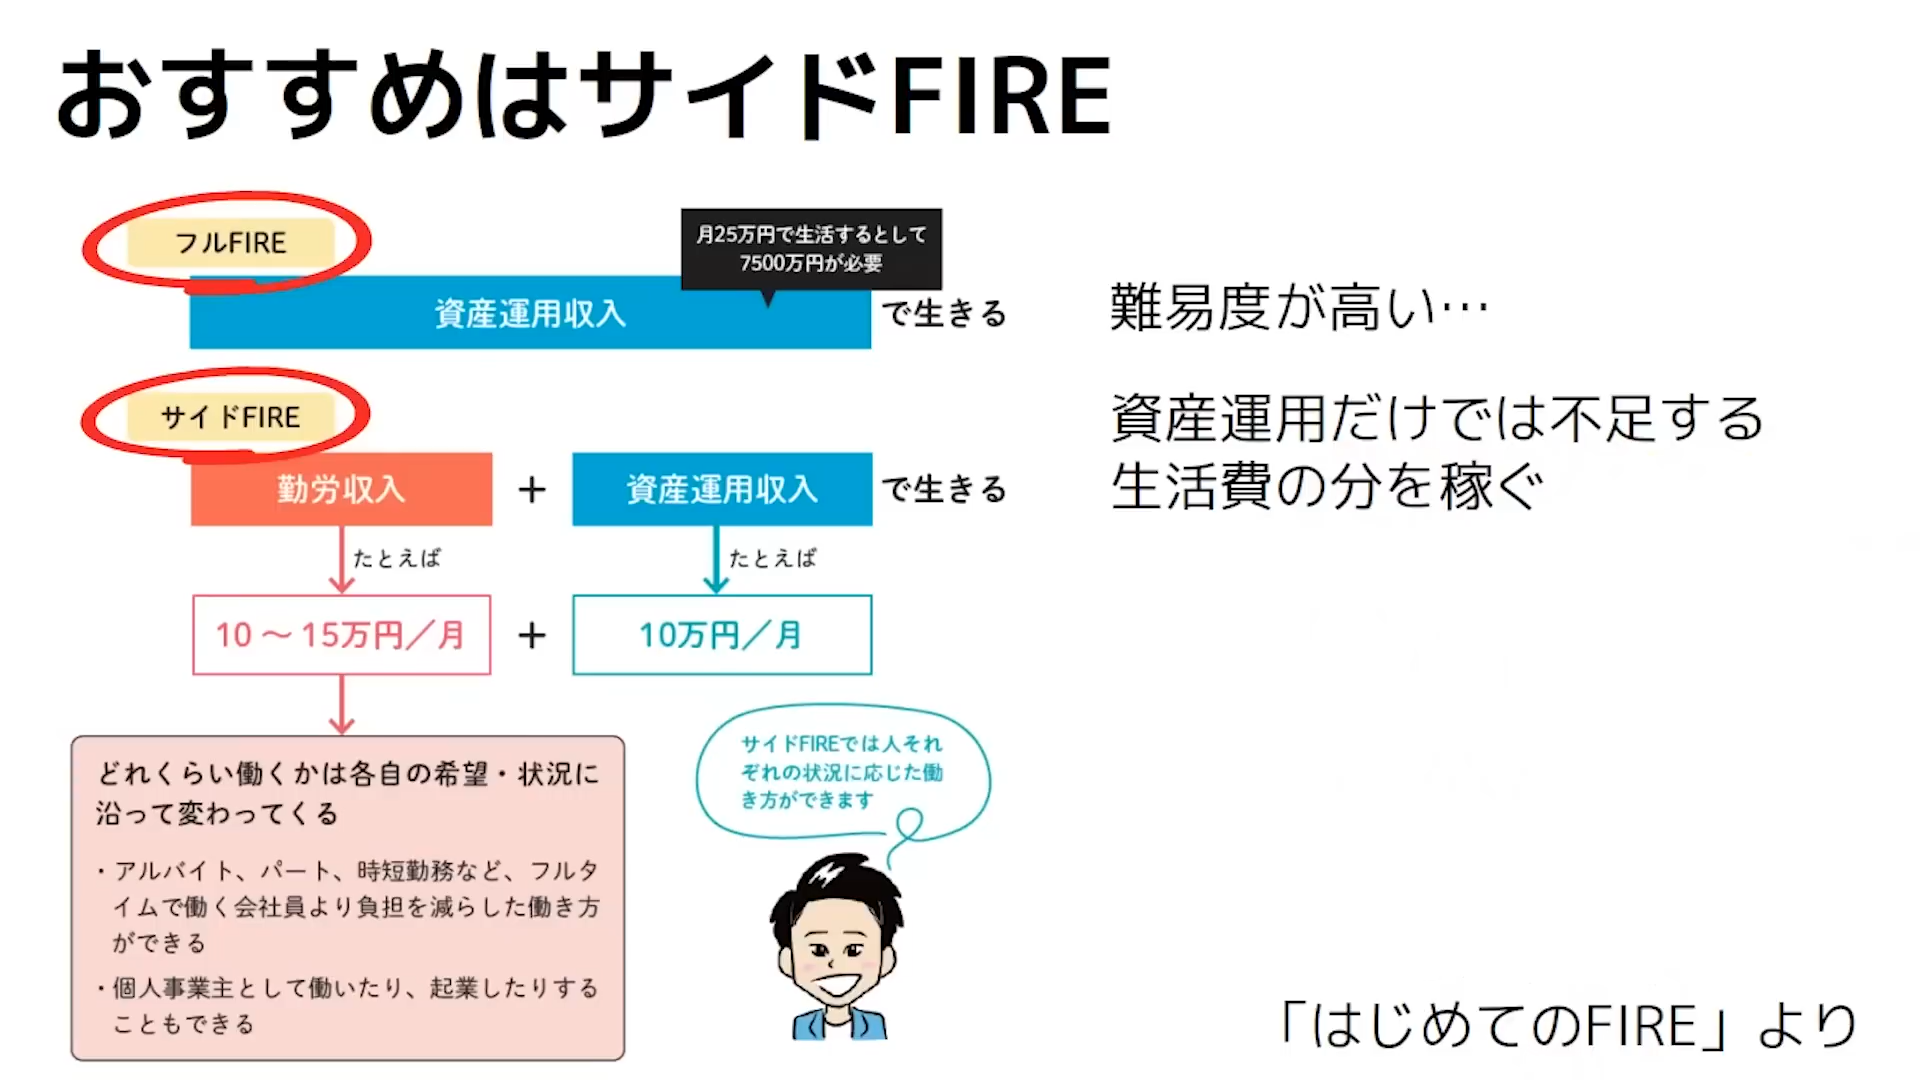 おすすめはサイドFIRE
フルFIRE
月25万円で生活するとして
7500万円が必要
資産運用収入
で生きる
難易度が高い…
サイドFIRE
資産運用だけでは不足する
生活費の分を稼ぐ
勤労収入
+
資産運用収入
で生きる
たとえば
たとえば
10 〜 15万円／月
+
10万円／月
どれくらい働くかは各自の希望・状況に
沿って変わってくる
・アルバイト、パート、時短勤務など、フルタ
イムで働く会社員より負担を減らした働き方
ができる
・個人事業主として働いたり、起業したりする
こともできる
サイドFIREでは人それ
ぞれの状況に応じた働
き方ができます
「はじめてのFIRE」より